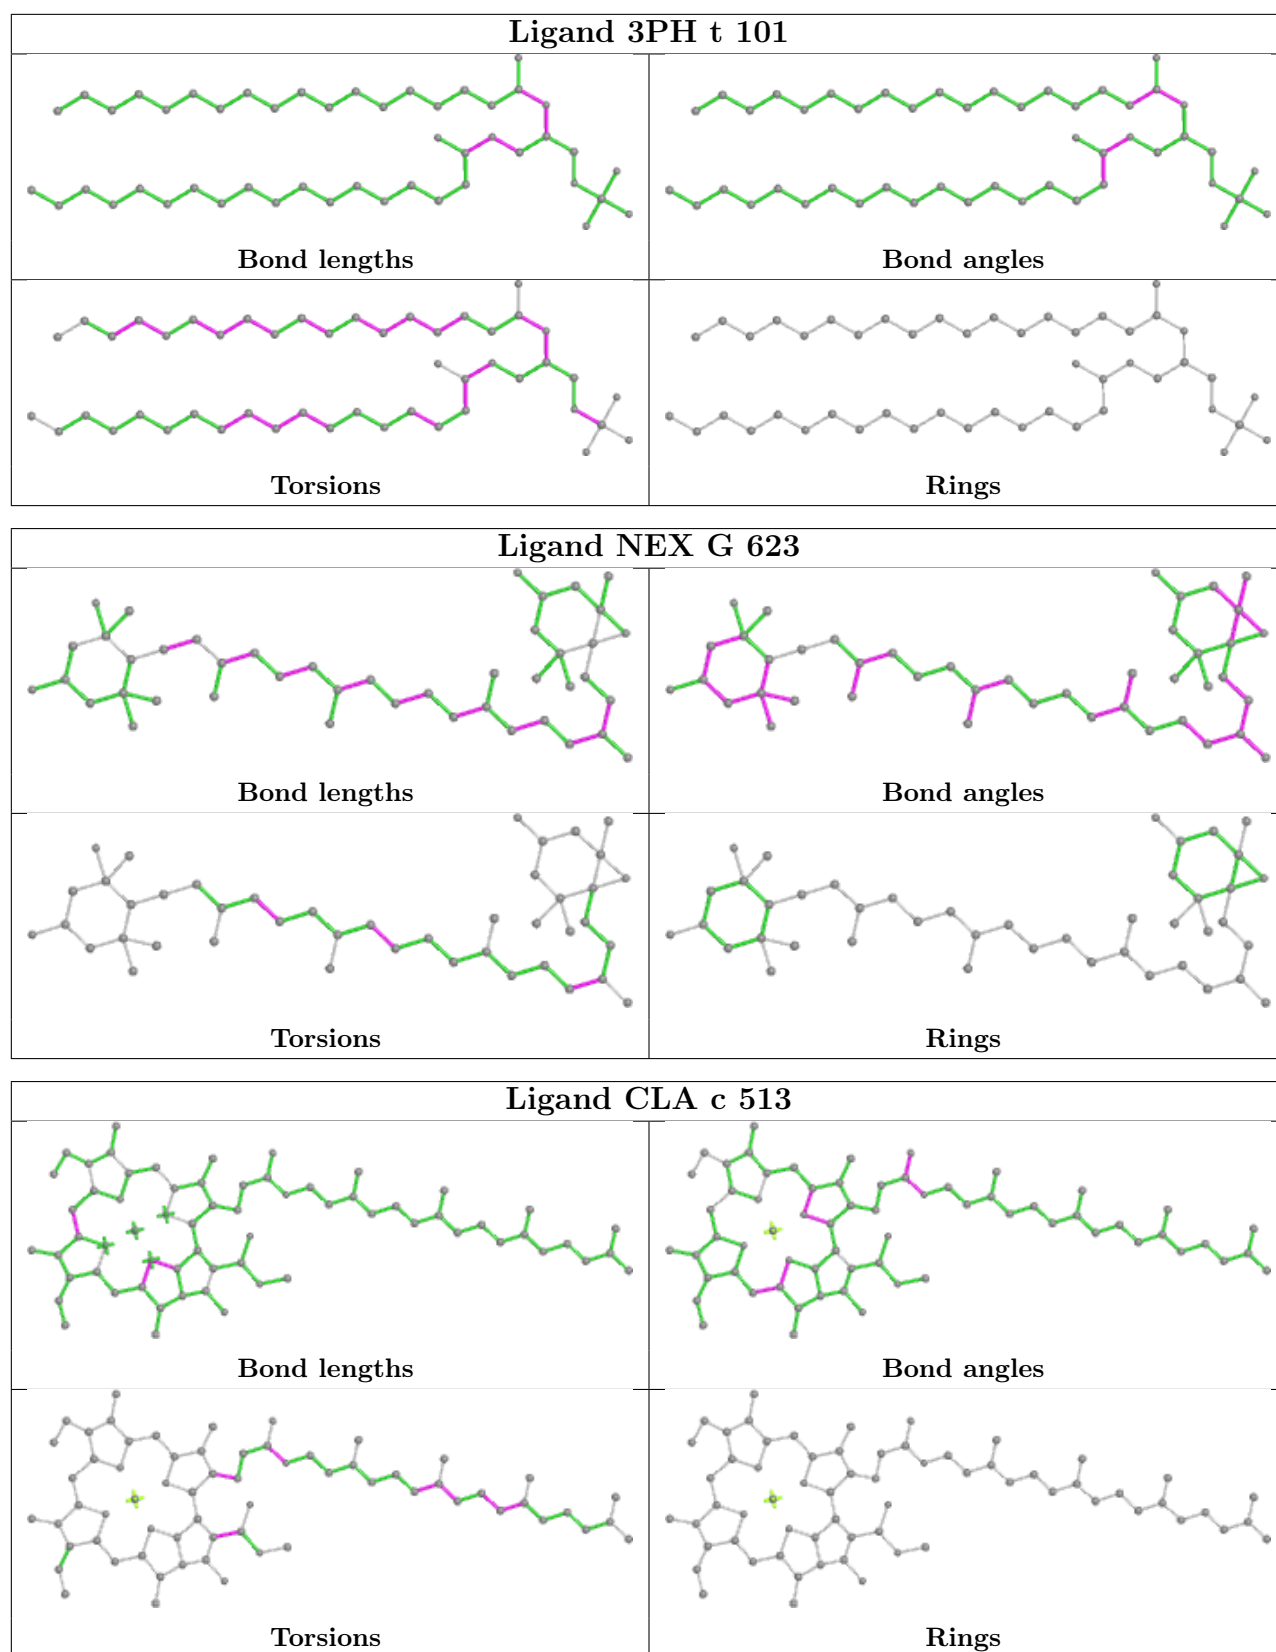 Ligand 3PH t 101
Bond lengths
Bond angles
Torsions
Rings
Ligand NEX G 623
Bond lengths
Bond angles
Torsions
Rings
Ligand CLA c 513
Bond lengths
Bond angles
Torsions
Rings